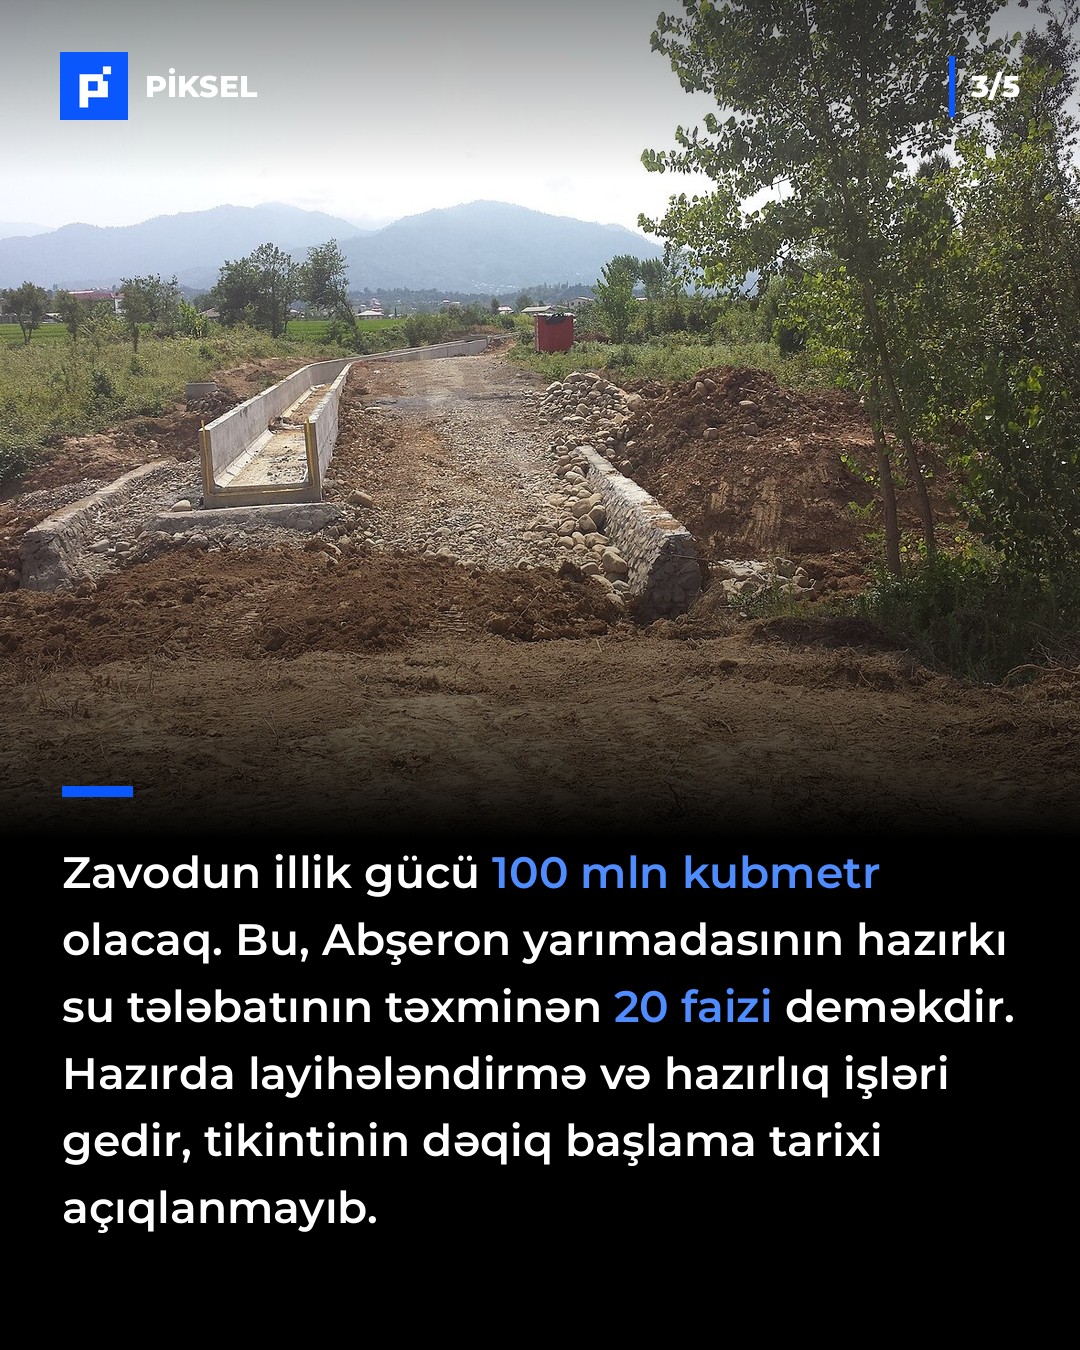 PİKSEL
3/5
Zavodun illik gücü 100 mln kubmetr
olacaq. Bu, Abşeron yarımadasının hazırkı
su tələbatının təxminən 20 faizi deməkdir.
Hazırda layihələndirmə və hazırlıq işləri
gedir, tikintinin dəqiq başlama tarixi
açıqlanmayıb.